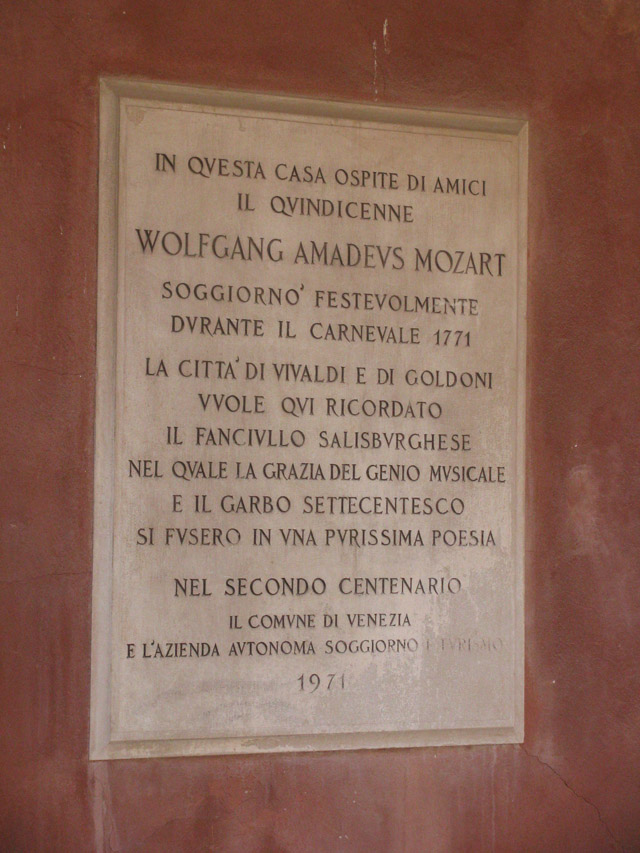 IN QVESTA CASA OSPITE DI AMICI
IL QVINDICENNE
WOLFGANG AMADEVS MOZART
SOGGIORNO' FESTEVOLMENTE
DVRANTE IL CARNEVALE 1771
LA CITTA' DI VIVALDI E DI GOLDONI
VVOLE QVI RICORDATO
IL FANCIVLLO SALISBVRGHESE
NEL QVALE LA GRAZIA DEL GENIO MVSICALE
E IL GARBO SETTECENTESCO
SI FVSERO IN VNA PVRISSIMA POESIA
NEL SECONDO CENTENARIO
IL COMVNE DI VENEZIA
E L'AZIENDA AVTONOMA SOGGIORNO E TVRISMO
1971